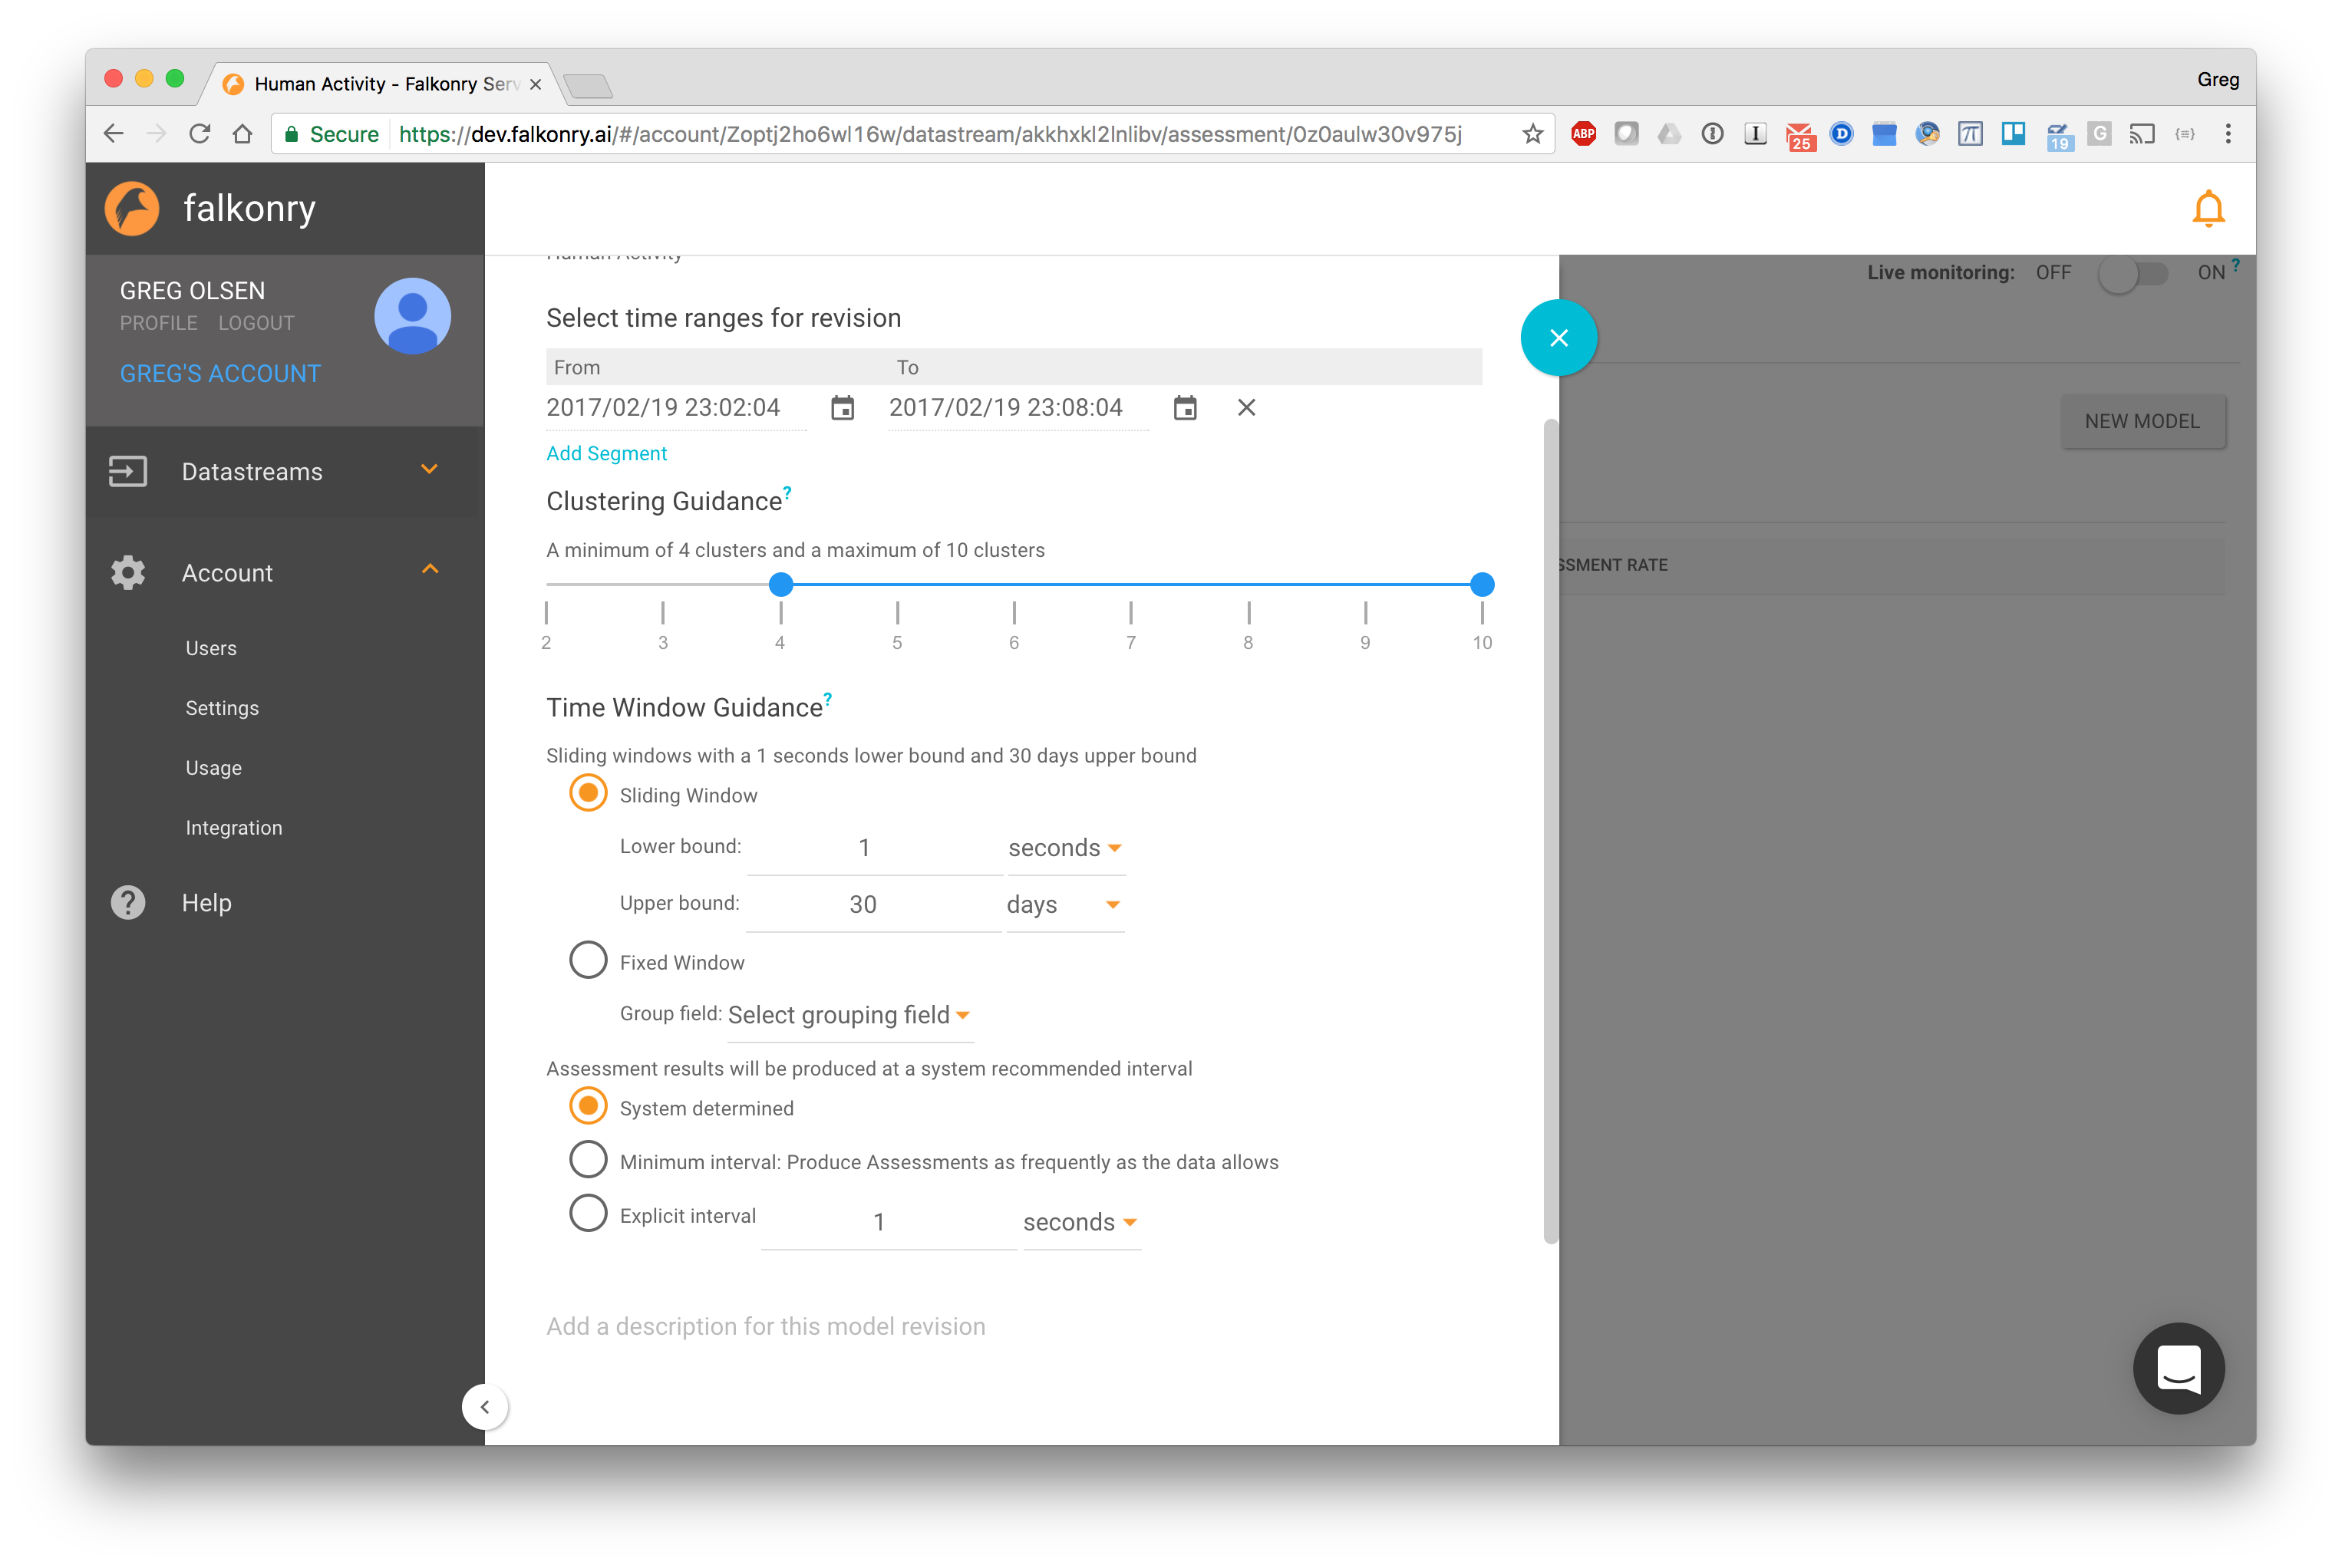 Human Activity - Falkonry Serv
Greg
Secure https://dev.falkonry.ai/#/account/Zoptj2ho6wl16w/datastream/akkhxkl2lnlibv/assessment/0z0aulw30v975j
ABP
25
D
19
G
falkonry
GREG OLSEN
PROFILE LOGOUT
GREG'S ACCOUNT
Datastreams
Account
Users
Settings
Usage
Integration
Help
Human Activity
Live monitoring: OFF ON ?
Select time ranges for revision
From To
2017/02/19 23:02:04 2017/02/19 23:08:04
Add Segment
NEW MODEL
Clustering Guidance?
A minimum of 4 clusters and a maximum of 10 clusters
SSMENT RATE
2 3 4 5 6 7 8 9 10
Time Window Guidance?
Sliding windows with a 1 seconds lower bound and 30 days upper bound
Sliding Window
Lower bound: 1 seconds
Upper bound: 30 days
Fixed Window
Group field: Select grouping field
Assessment results will be produced at a system recommended interval
System determined
Minimum interval: Produce Assessments as frequently as the data allows
Explicit interval 1 seconds
Add a description for this model revision